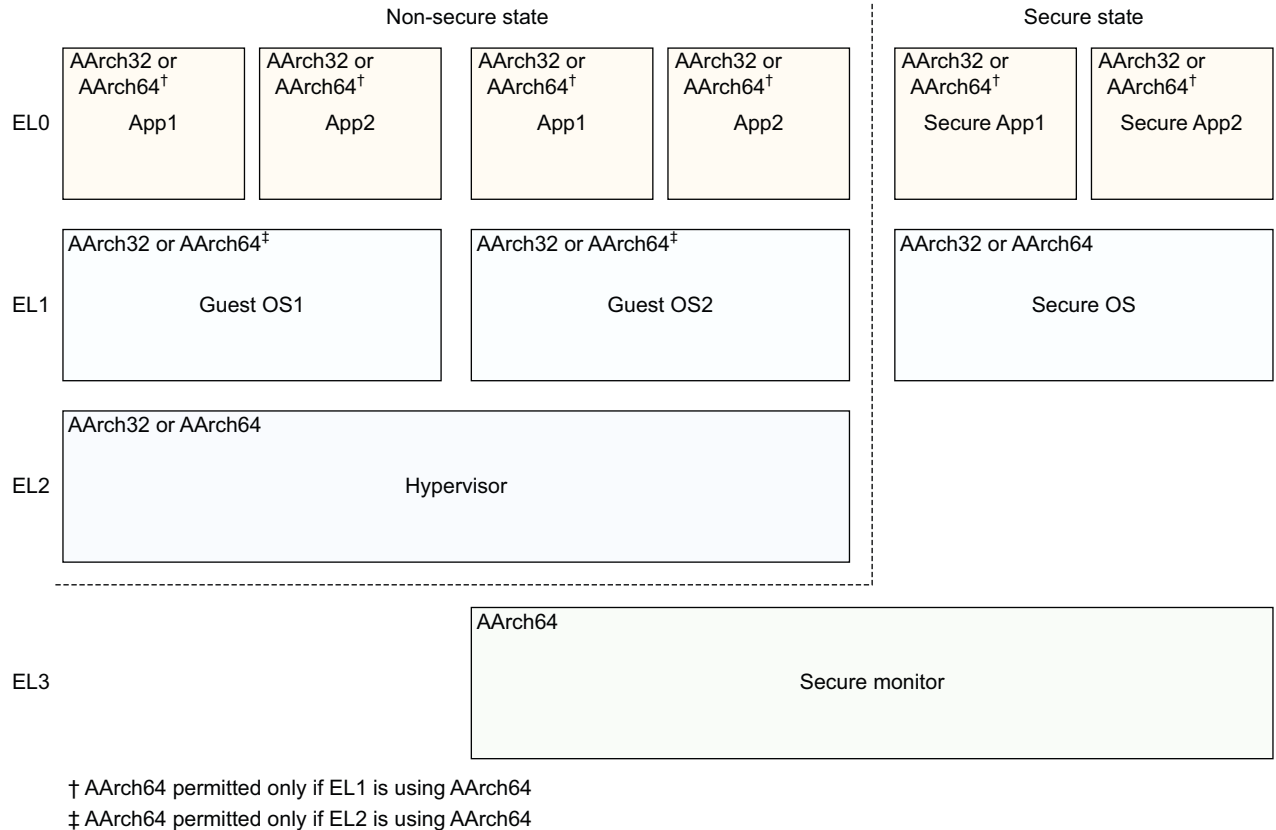 Non-secure state
Secure state
EL0
AArch32 or
AArch64†
App1
AArch32 or
AArch64†
App2
AArch32 or
AArch64†
App1
AArch32 or
AArch64†
App2
AArch32 or
AArch64†
Secure App1
AArch32 or
AArch64†
Secure App2
EL1
AArch32 or AArch64‡
Guest OS1
AArch32 or AArch64‡
Guest OS2
AArch32 or AArch64
Secure OS
EL2
AArch32 or AArch64
Hypervisor
EL3
AArch64
Secure monitor
† AArch64 permitted only if EL1 is using AArch64
‡ AArch64 permitted only if EL2 is using AArch64